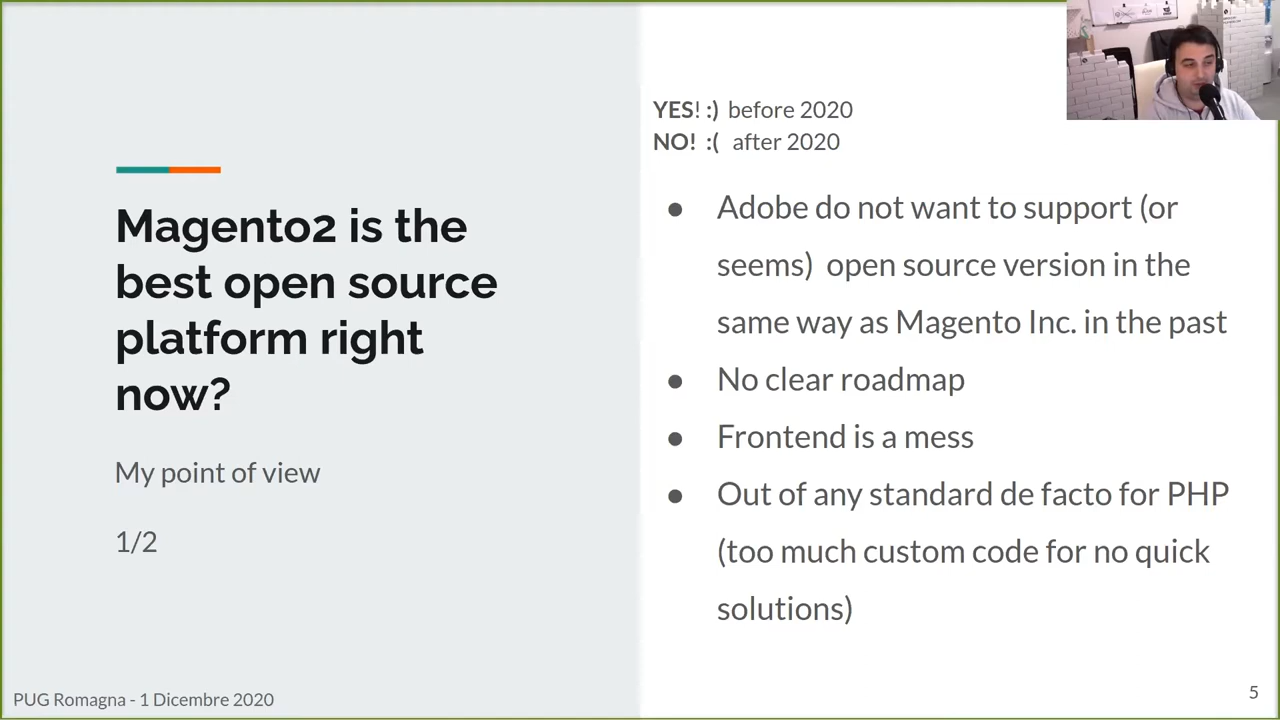 Magento2 is the
best open source
platform right
now?
My point of view
1/2
YES! :) before 2020
NO! :( after 2020
● Adobe do not want to support (or
seems) open source version in the
same way as Magento Inc. in the past
● No clear roadmap
● Frontend is a mess
● Out of any standard de facto for PHP
(too much custom code for no quick
solutions)
PUG Romagna - 1 Dicembre 2020
5